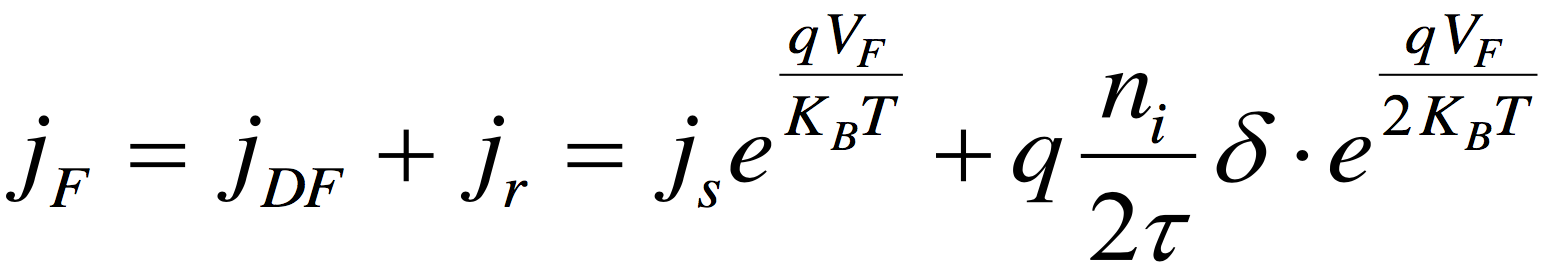 j_F = j_{DF} + j_r = j_s e^{\frac{qV_F}{K_B T}} + q \frac{n_i}{2\tau} \delta \cdot e^{\frac{qV_F}{2K_B T}}